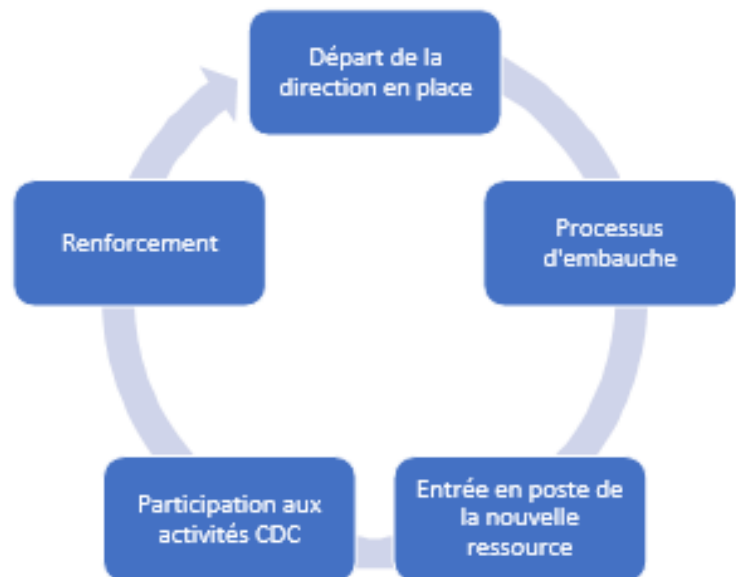 Départ de la
direction en place
Processus
d'embauche
Entrée en poste de
la nouvelle
ressource
Participation aux
activités CDC
Renforcement